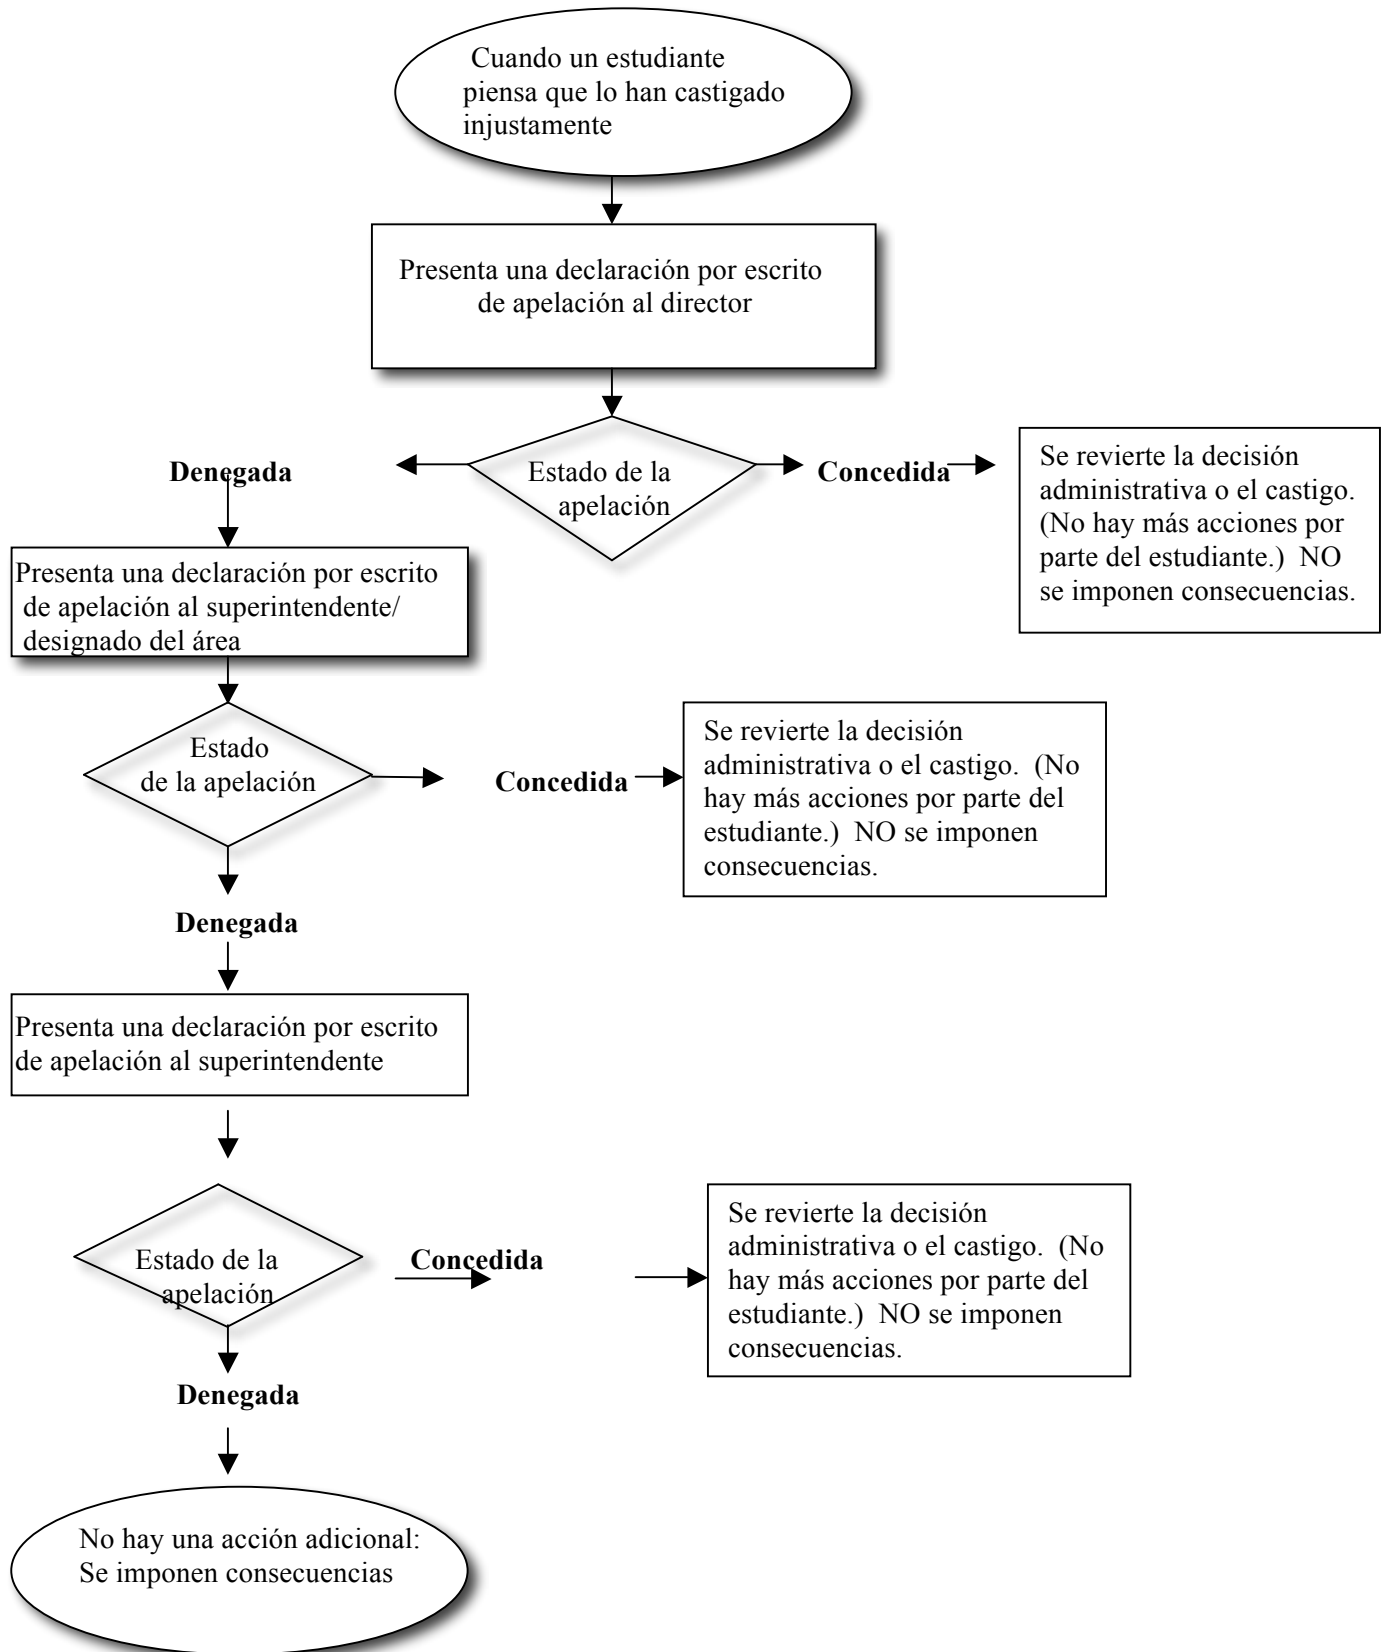 Cuando un estudiante
piensa que lo han castigado
injustamente
Presenta una declaración por escrito
de apelación al director
Estado de la
apelación
Denegada
Concedida
Se revierte la decisión
administrativa o el castigo.
(No hay más acciones por
parte del estudiante.)  NO
se imponen consecuencias.
Presenta una declaración por escrito
de apelación al superintendente/
designado del área
Estado
de la apelación
Concedida
Se revierte la decisión
administrativa o el castigo.  (No
hay más acciones por parte del
estudiante.)  NO se imponen
consecuencias.
Denegada
Presenta una declaración por escrito
de apelación al superintendente
Estado de la
apelación
Concedida
Se revierte la decisión
administrativa o el castigo.  (No
hay más acciones por parte del
estudiante.)  NO se imponen
consecuencias.
Denegada
No hay una acción adicional:
Se imponen consecuencias